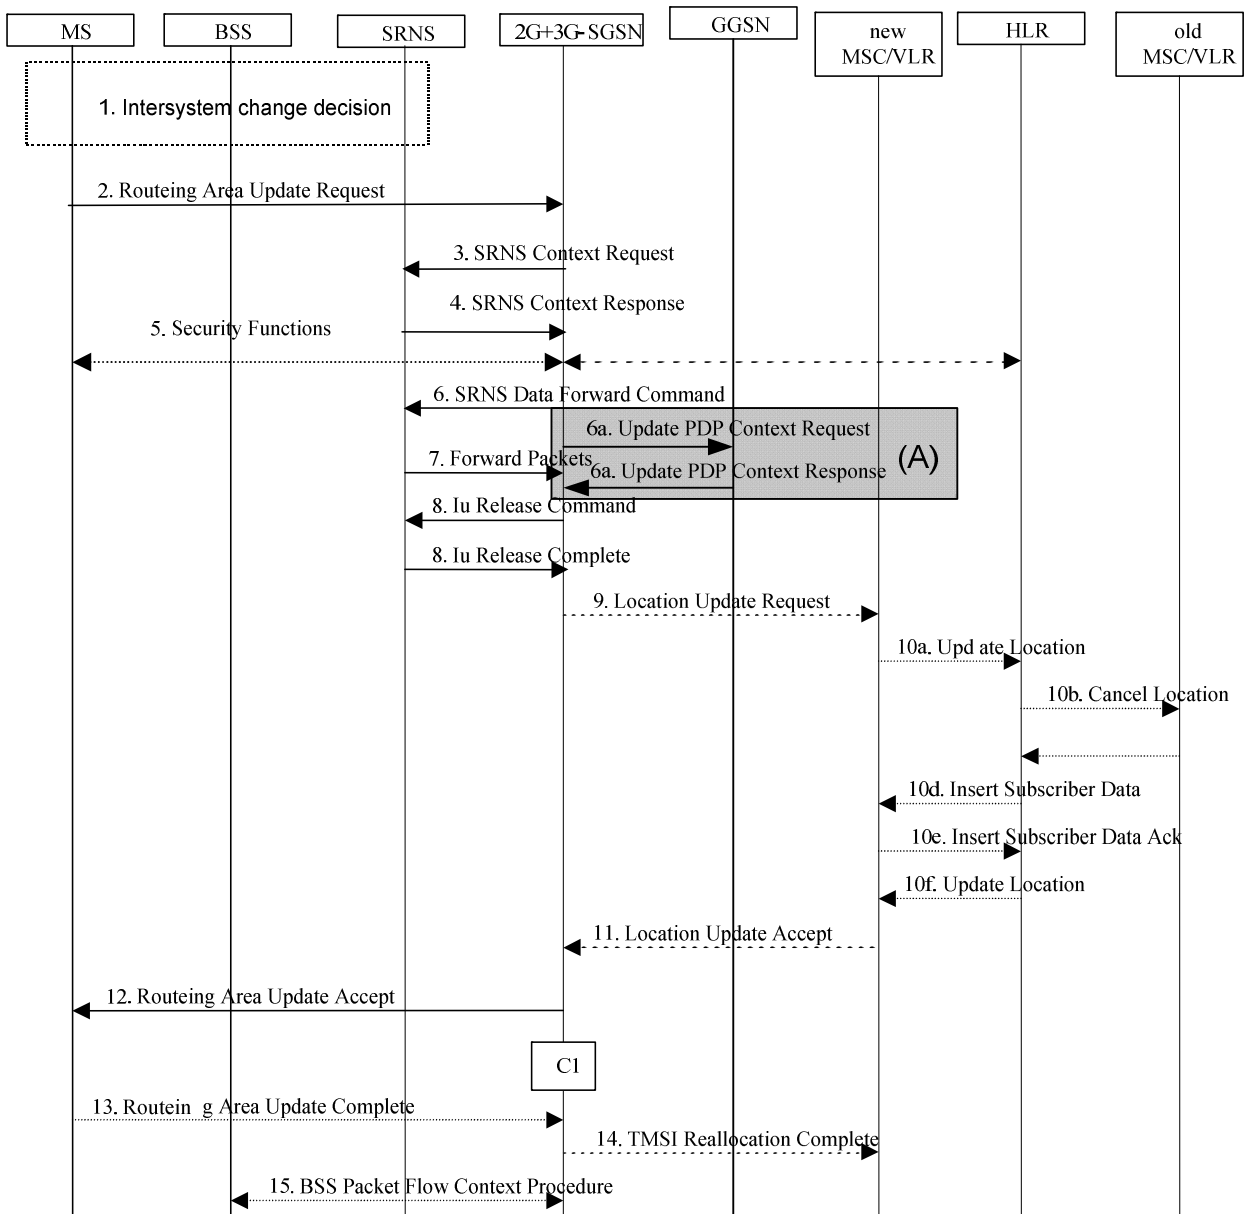 MS
BSS
SRNS
2G+3G-SGSN
GGSN
new
MSC/VLR
HLR
old
MSC/VLR
1. Intersystem change decision
2. Routeing Area Update Request
3. SRNS Context Request
4. SRNS Context Response
5. Security Functions
6. SRNS Data Forward Command
6a. Update PDP Context Request
(A)
7. Forward Packets
6a. Update PDP Context Response
8. Iu Release Command
8. Iu Release Complete
9. Location Update Request
10a. Upd ate Location
10b. Cancel Location
10d. Insert Subscriber Data
10e. Insert Subscriber Data Ack
10f. Update Location
11. Location Update Accept
12. Routeing Area Update Accept
C1
13. Routein g Area Update Complete
14. TMSI Reallocation Complete
15. BSS Packet Flow Context Procedure